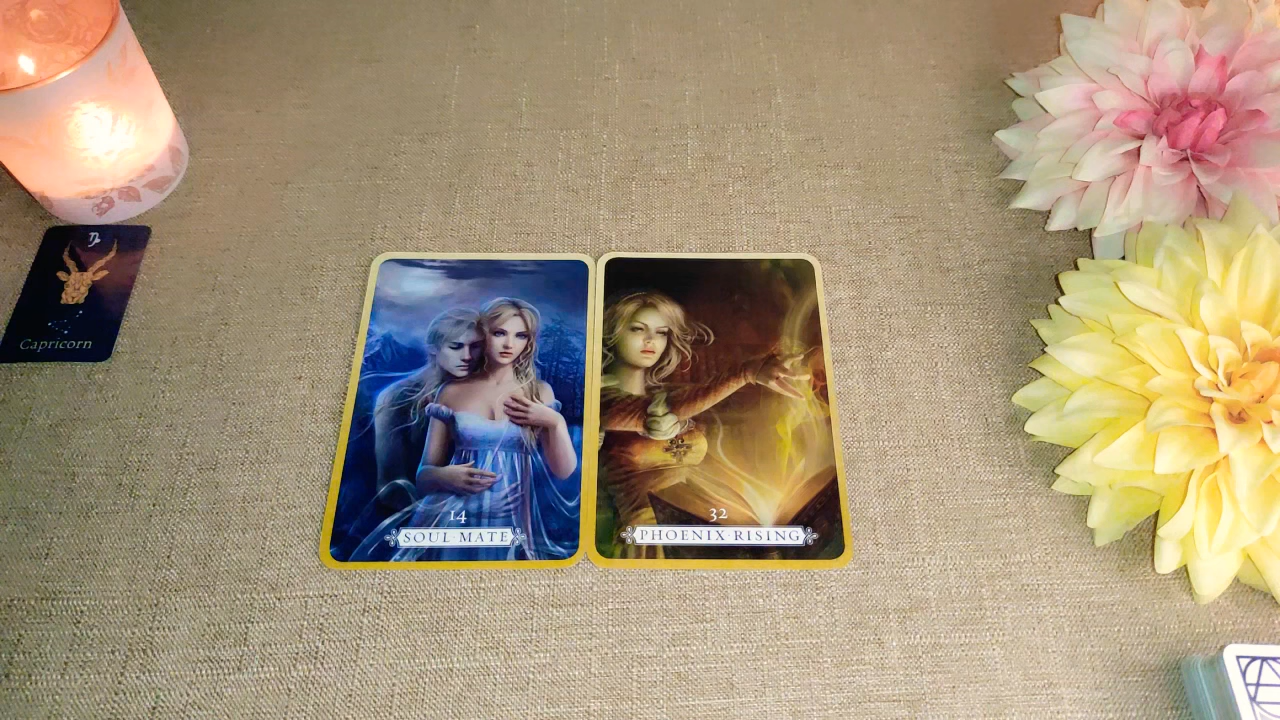 ♑
Capricorn
14
SOUL·MATE
32
PHOENIX·RISING